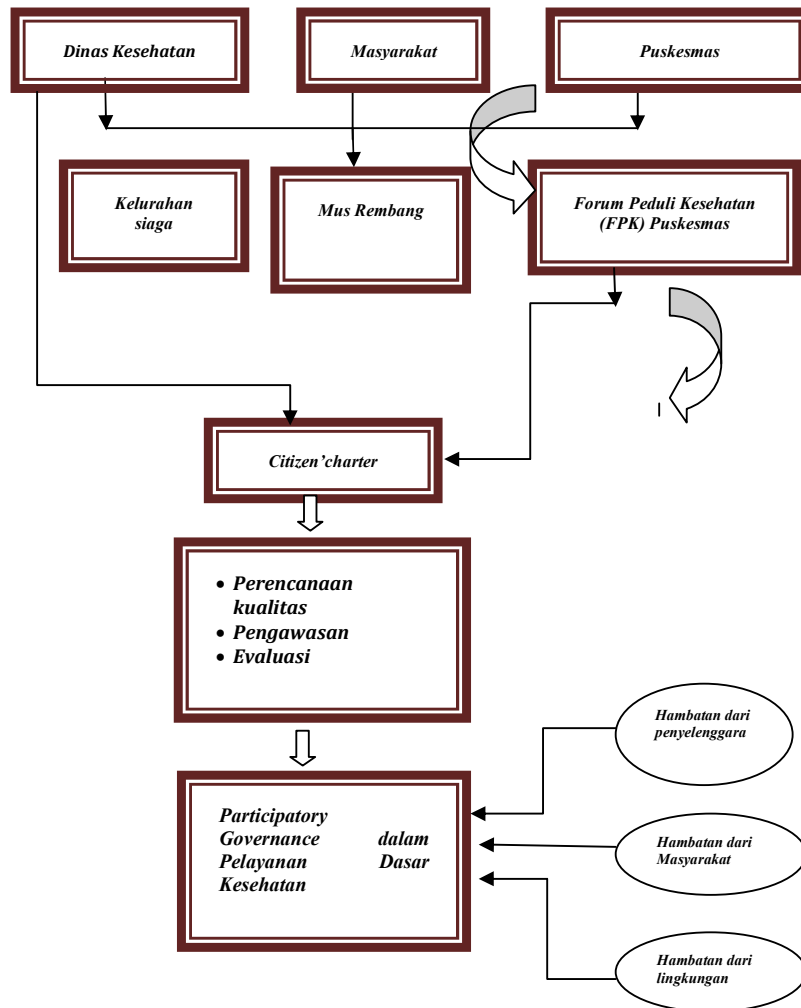 Dinas Kesehatan
Masyarakat
Puskesmas
Kelurahan
siaga
Mus Rembang
Forum Peduli Kesehatan
(FPK) Puskesmas
l
Citizen’charter
• Perencanaan
kualitas
• Pengawasan
• Evaluasi
Hambatan dari
penyelenggara
Participatory
Governance dalam
Pelayanan Dasar
Kesehatan
Hambatan dari
Masyarakat
Hambatan dari
lingkungan